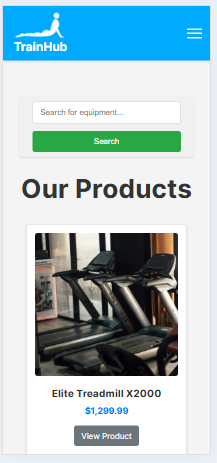 TrainHub
Search for equipment...
Search
Our Products
Elite Treadmill X2000
$1,299.99
View Product